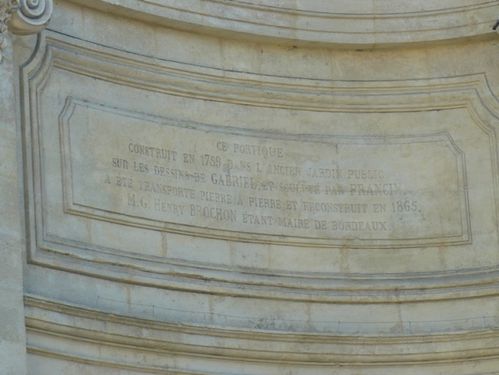 CE PORTIQUE
CONSTRUIT EN 1759 DANS L'ANCIEN JARDIN PUBLIC
SUR LES DESSINS DE GABRIEL, ET SCULPTÉ PAR FRANCIN,
A ÉTÉ TRANSPORTÉ PIERRE À PIERRE ET RECONSTRUIT EN 1865,
M. G. HENRY BROCHON ÉTANT MAIRE DE BORDEAUX.